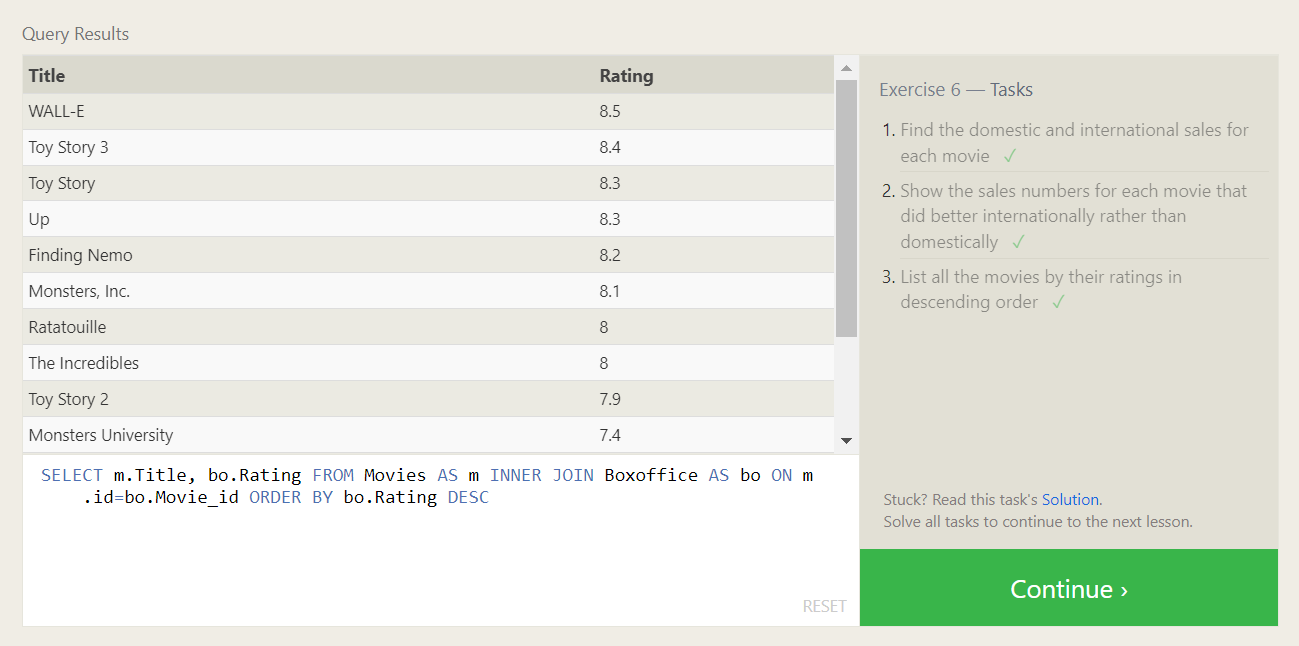 Query Results
Title Rating
WALL-E 8.5
Toy Story 3 8.4
Toy Story 8.3
Up 8.3
Finding Nemo 8.2
Monsters, Inc. 8.1
Ratatouille 8
The Incredibles 8
Toy Story 2 7.9
Monsters University 7.4
SELECT m.Title, bo.Rating FROM Movies AS m INNER JOIN Boxoffice AS bo ON m
.id=bo.Movie_id ORDER BY bo.Rating DESC
RESET
Exercise 6 — Tasks
1. Find the domestic and international sales for
each movie ✓
2. Show the sales numbers for each movie that
did better internationally rather than
domestically ✓
3. List all the movies by their ratings in
descending order ✓
Stuck? Read this task's Solution.
Solve all tasks to continue to the next lesson.
Continue ›